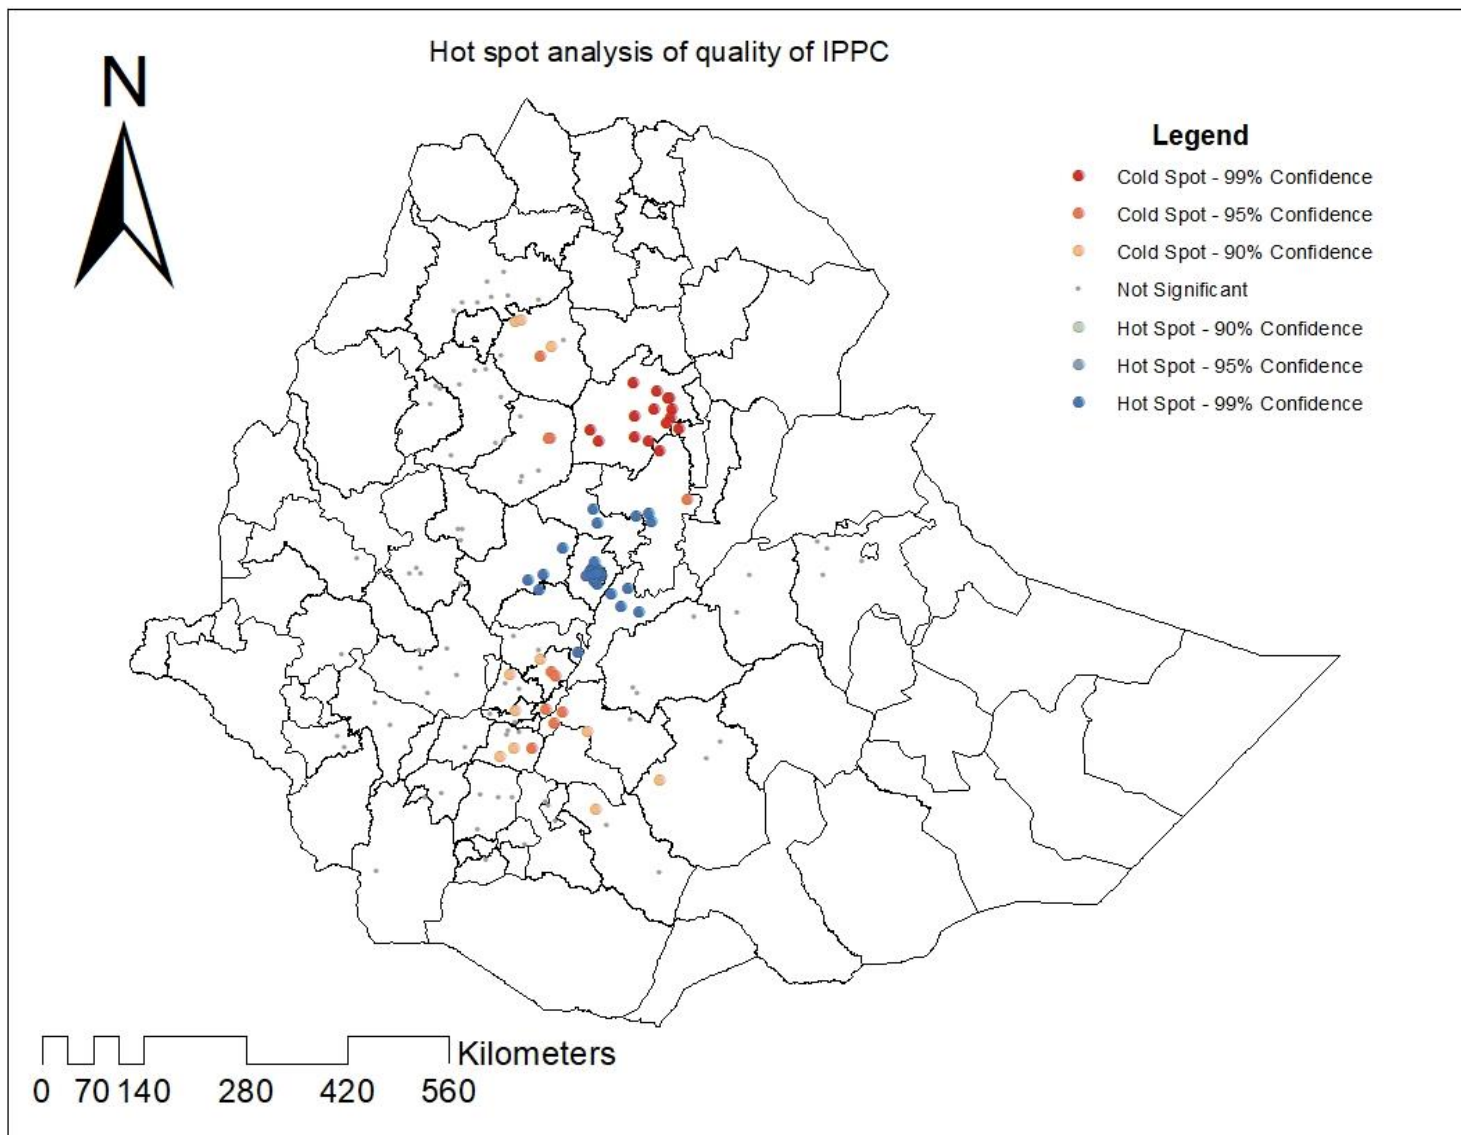 Hot spot analysis of quality of IPPC
N
Legend
Cold Spot - 99% Confidence
Cold Spot - 95% Confidence
Cold Spot - 90% Confidence
Not Significant
Hot Spot - 90% Confidence
Hot Spot - 95% Confidence
Hot Spot - 99% Confidence
Kilometers
0 70 140 280 420 560